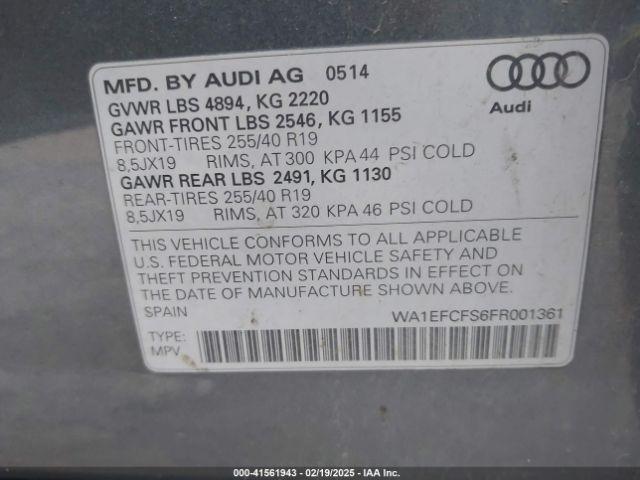 MFD. BY AUDI AG 0514
GVWR LBS 4894, KG 2220
GAWR FRONT LBS 2546, KG 1155
FRONT-TIRES 255/40 R19
8,5JX19 RIMS, AT 300 KPA 44 PSI COLD
GAWR REAR LBS 2491, KG 1130
REAR-TIRES 255/40 R19
8,5JX19 RIMS, AT 320 KPA 46 PSI COLD
Audi
THIS VEHICLE CONFORMS TO ALL APPLICABLE
U.S. FEDERAL MOTOR VEHICLE SAFETY AND
THEFT PREVENTION STANDARDS IN EFFECT ON
THE DATE OF MANUFACTURE SHOWN ABOVE.
SPAIN WA1EFCFS6FR001361
TYPE:
MPV
000-41561943 - 02/19/2025 - IAA Inc.